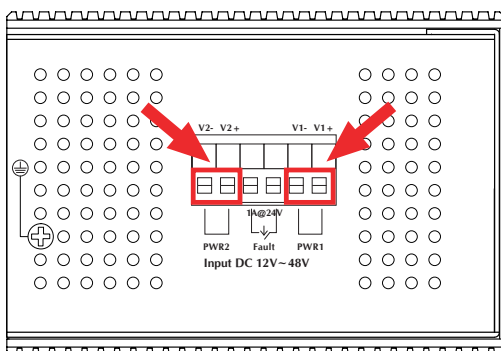 V2- V2+ V1- V1+
1A@24V
PWR2 Fault PWR1
Input DC 12V~48V